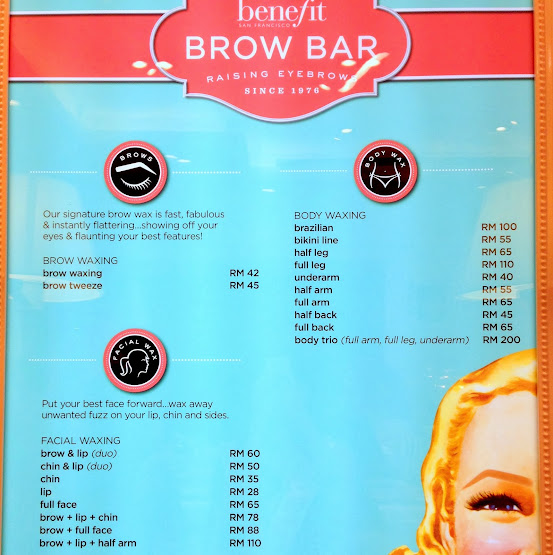 benefit
SAN FRANCISCO
BROW BAR
RAISING EYEBROWS
SINCE 1976
BROWS
Our signature brow wax is fast, fabulous
& instantly flattering...showing off your
eyes & flaunting your best features!
BROW WAXING
brow waxing RM 42
brow tweeze RM 45
FACIAL WAX
Put your best face forward...wax away
unwanted fuzz on your lip, chin and sides.
FACIAL WAXING
brow & lip (duo) RM 60
chin & lip (duo) RM 50
chin RM 35
lip RM 28
full face RM 65
brow + lip + chin RM 78
brow + full face RM 88
brow + lip + half arm RM 110
BODY WAX
BODY WAXING
brazilian RM 100
bikini line RM 55
half leg RM 65
full leg RM 110
underarm RM 40
half arm RM 55
full arm RM 65
half back RM 45
full back RM 65
body trio (full arm, full leg, underarm) RM 200